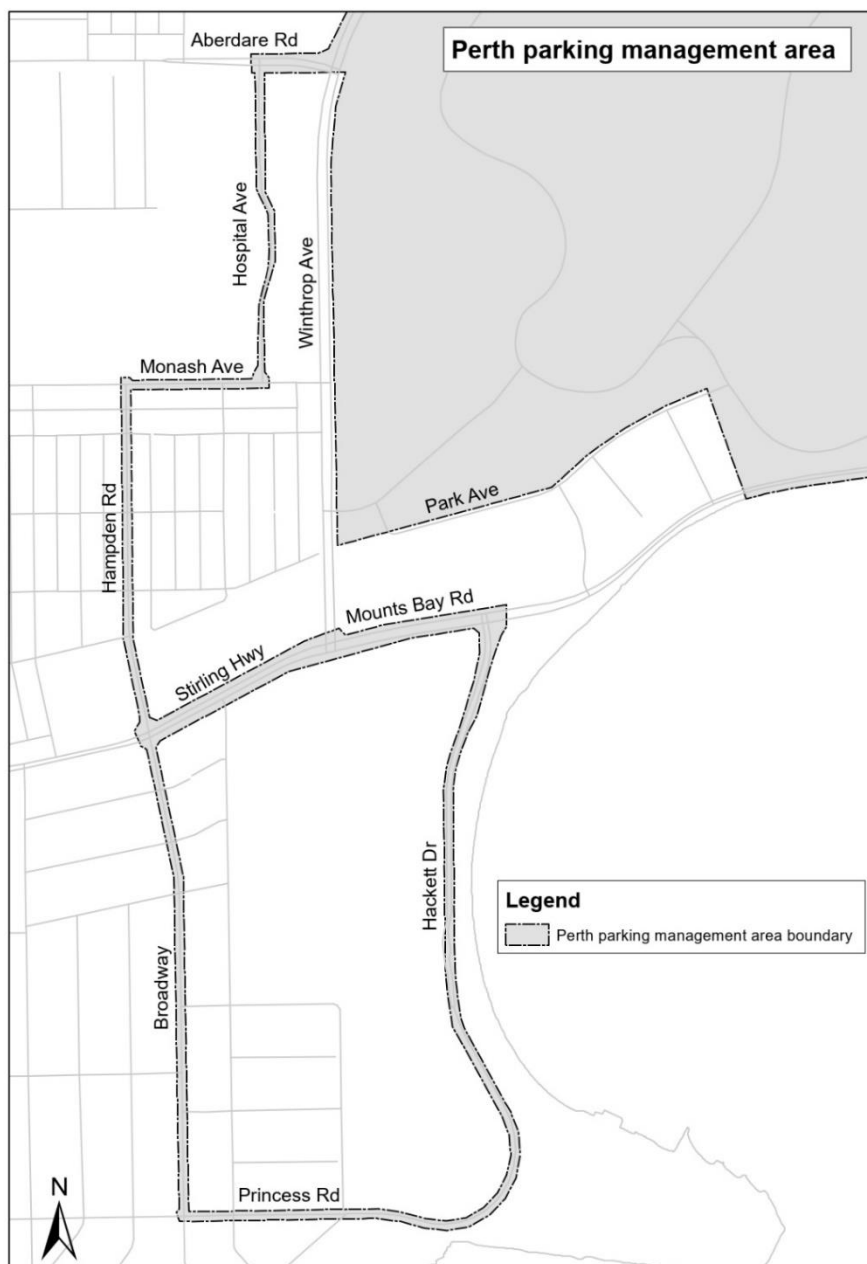 Aberdare Rd
Perth parking management area
Hospital Ave
Winthrop Ave
Monash Ave
Hampden Rd
Park Ave
Mounts Bay Rd
Stirling Hwy
Hackett Dr
Legend
Perth parking management area boundary
Broadway
Princess Rd
N